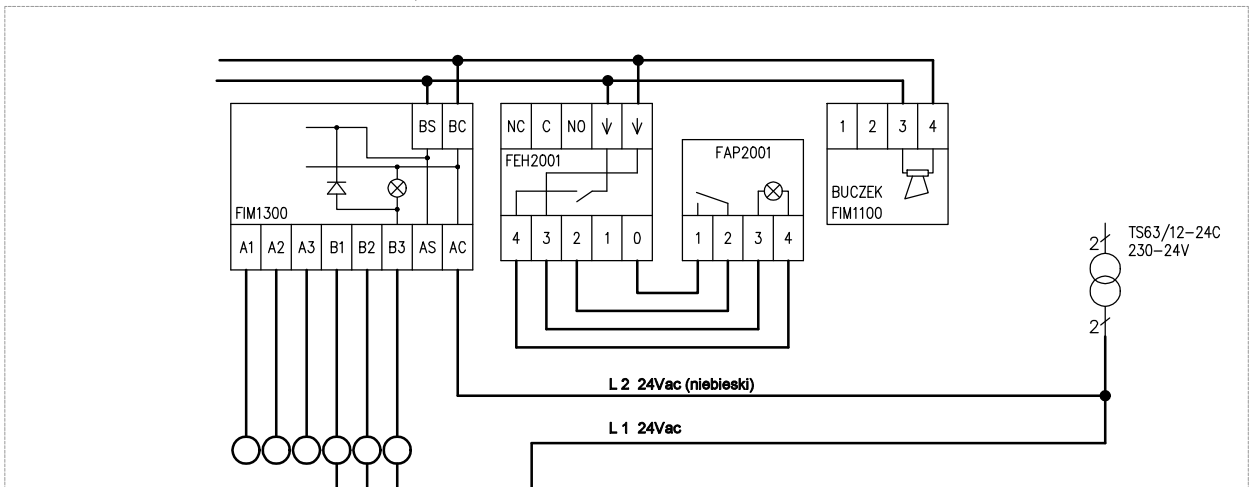 BS BC
NC C NO
1 2 3 4
FEH2001
FAP2001
BUCZEK
FIM1100
FIM1300
A1 A2 A3 B1 B2 B3 AS AC
4 3 2 1 0
1 2 3 4
2
TS63/12-24C
230-24V
2
L 2 24Vac (niebieski)
L 1 24Vac